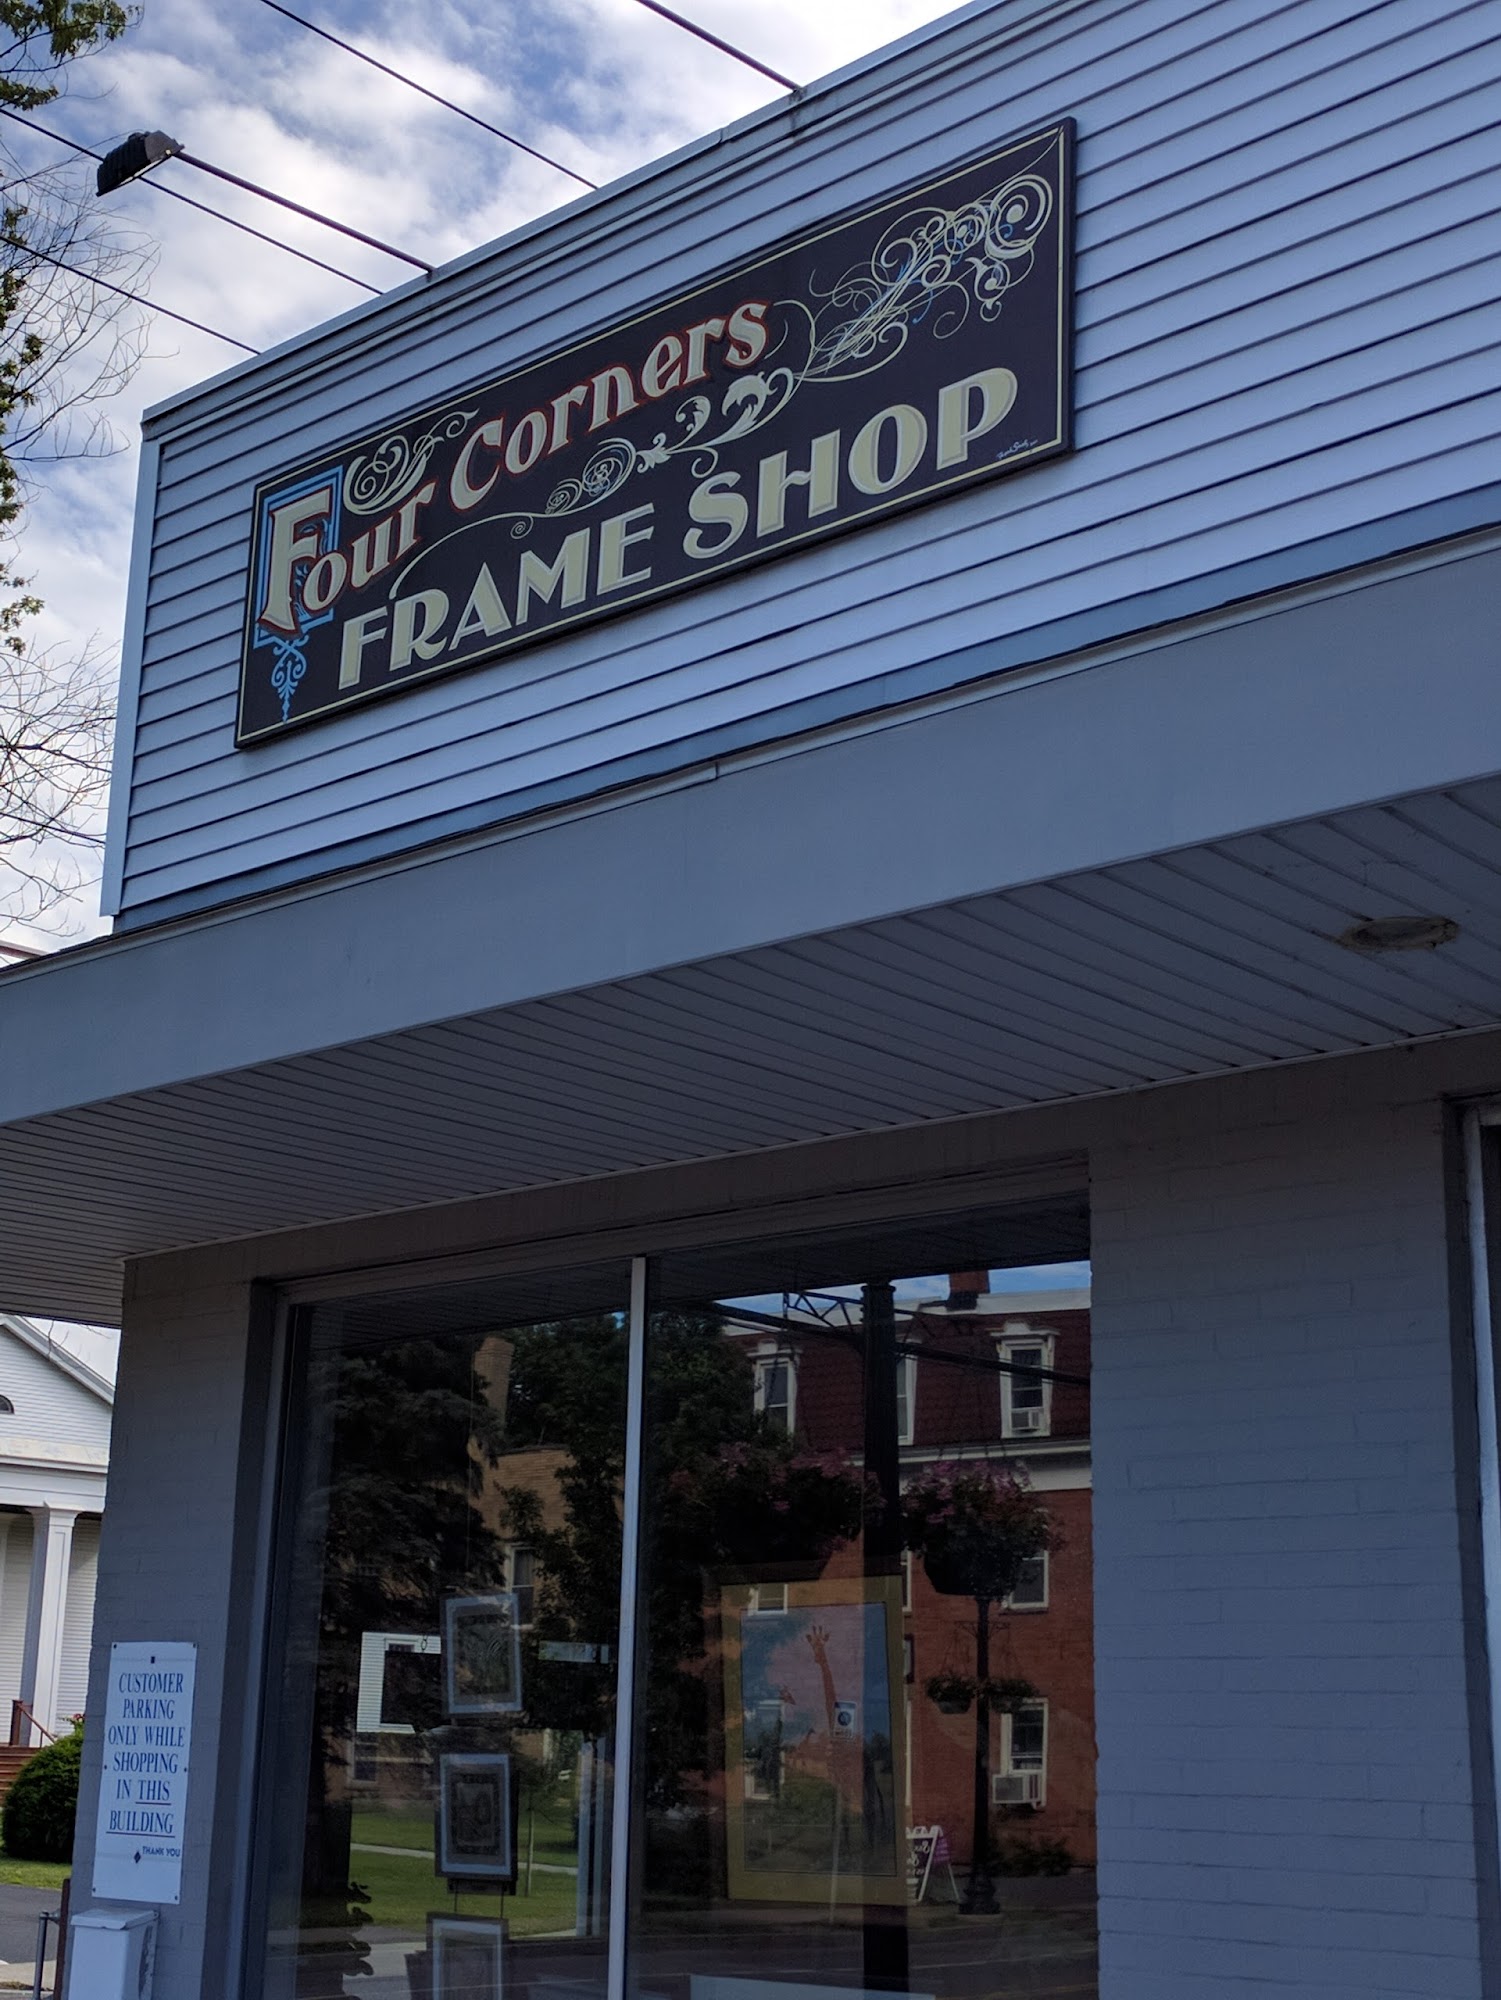 Four Corners
FRAME SHOP
CUSTOMER
PARKING
ONLY WHILE
SHOPPING
IN THIS
BUILDING
THANK YOU